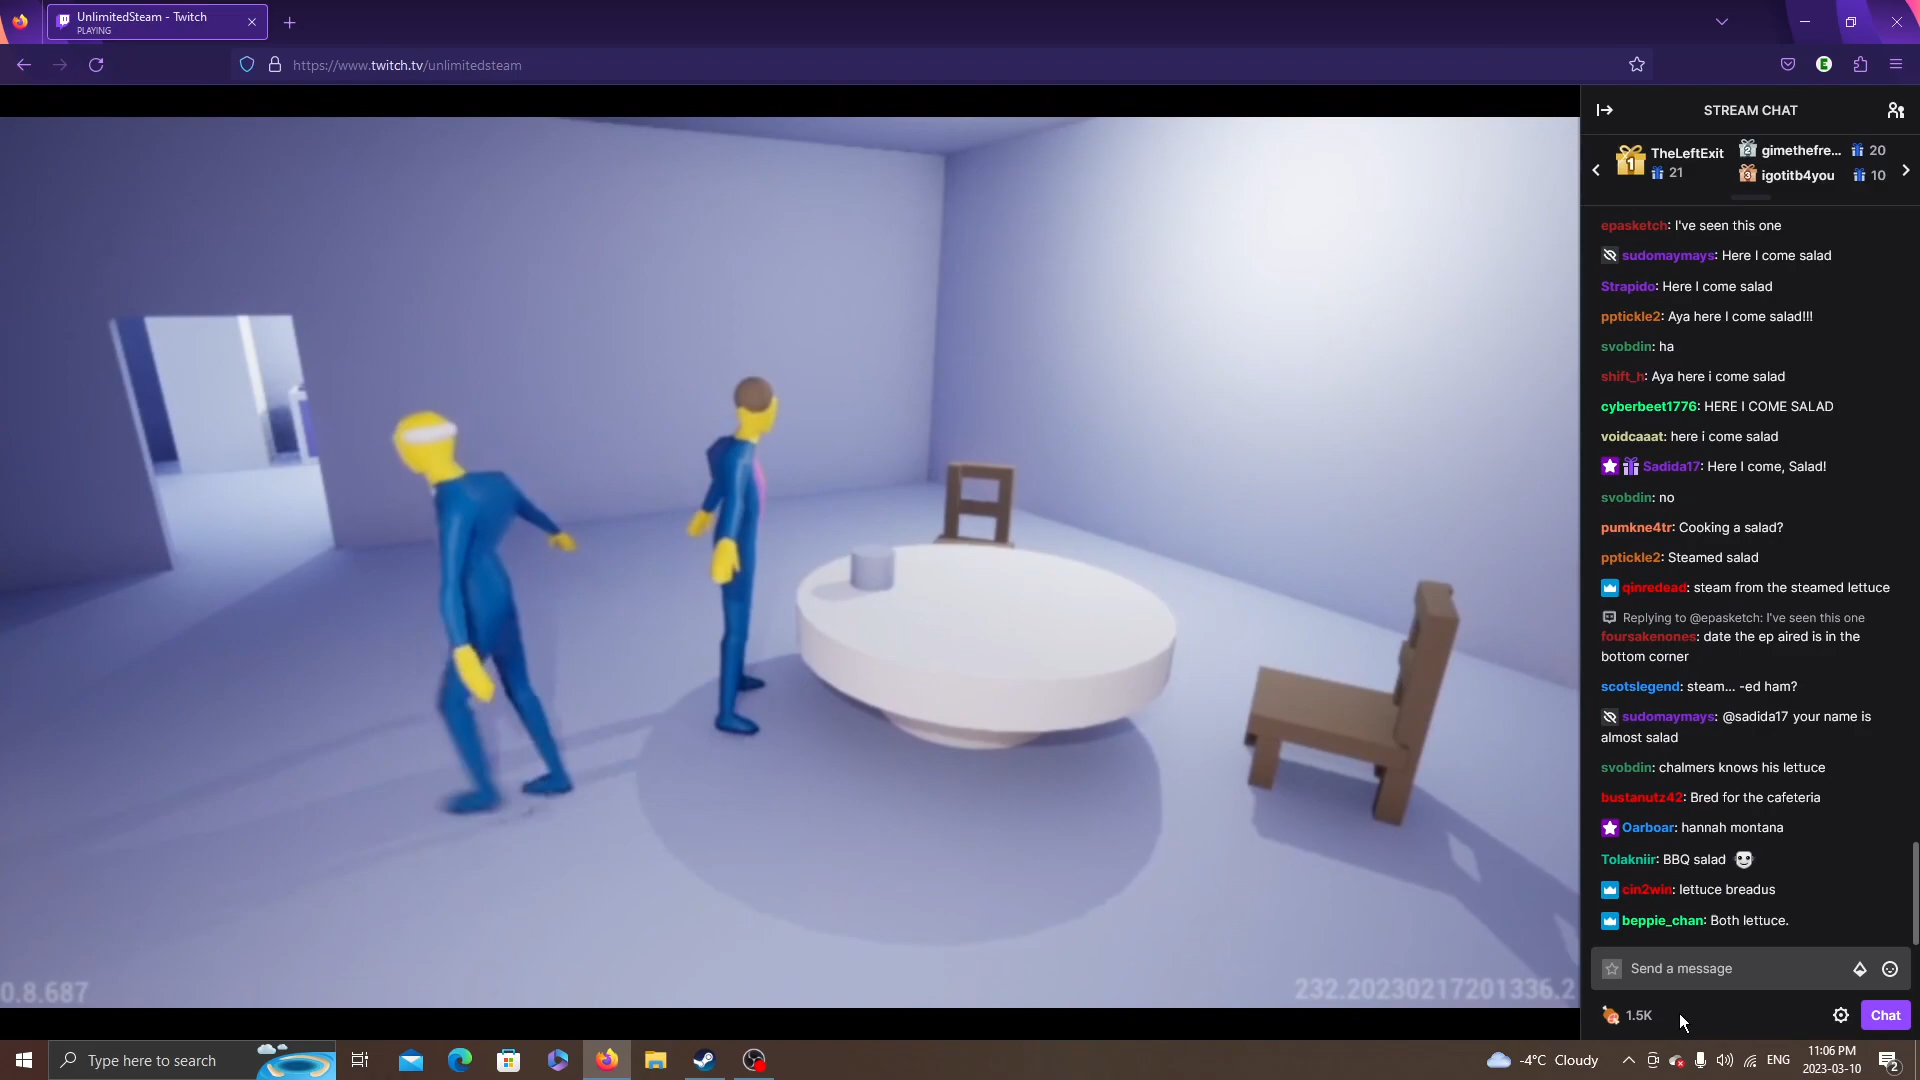 UnlimitedSteam - Twitch
PLAYING
https://www.twitch.tv/unlimitedsteam
STREAM CHAT
1 TheLeftExit 21
2 gimethefre... 20
3 igotitb4you 10
epasketch: I've seen this one
sudomaymays: Here I come salad
Strapido: Here I come salad
pptickle2: Aya here I come salad!!!
svobdin: ha
shift_h: Aya here i come salad
cyberbeet1776: HERE I COME SALAD
voidcaaat: here i come salad
Sadida17: Here I come, Salad!
svobdin: no
pumkne4tr: Cooking a salad?
pptickle2: Steamed salad
qinredead: steam from the steamed lettuce
Replying to @epasketch: I've seen this one
foursakenones: date the ep aired is in the
bottom corner
scotslegend: steam... -ed ham?
sudomaymays: @sadida17 your name is
almost salad
svobdin: chalmers knows his lettuce
bustanutz42: Bred for the cafeteria
Oarboar: hannah montana
Tolakniir: BBQ salad
cin2win: lettuce breadus
beppie_chan: Both lettuce.
Send a message
1.5K
Chat
0.8.687
232.20230217201336.2
Type here to search
-4°C Cloudy
ENG
11:06 PM
2023-03-10
2